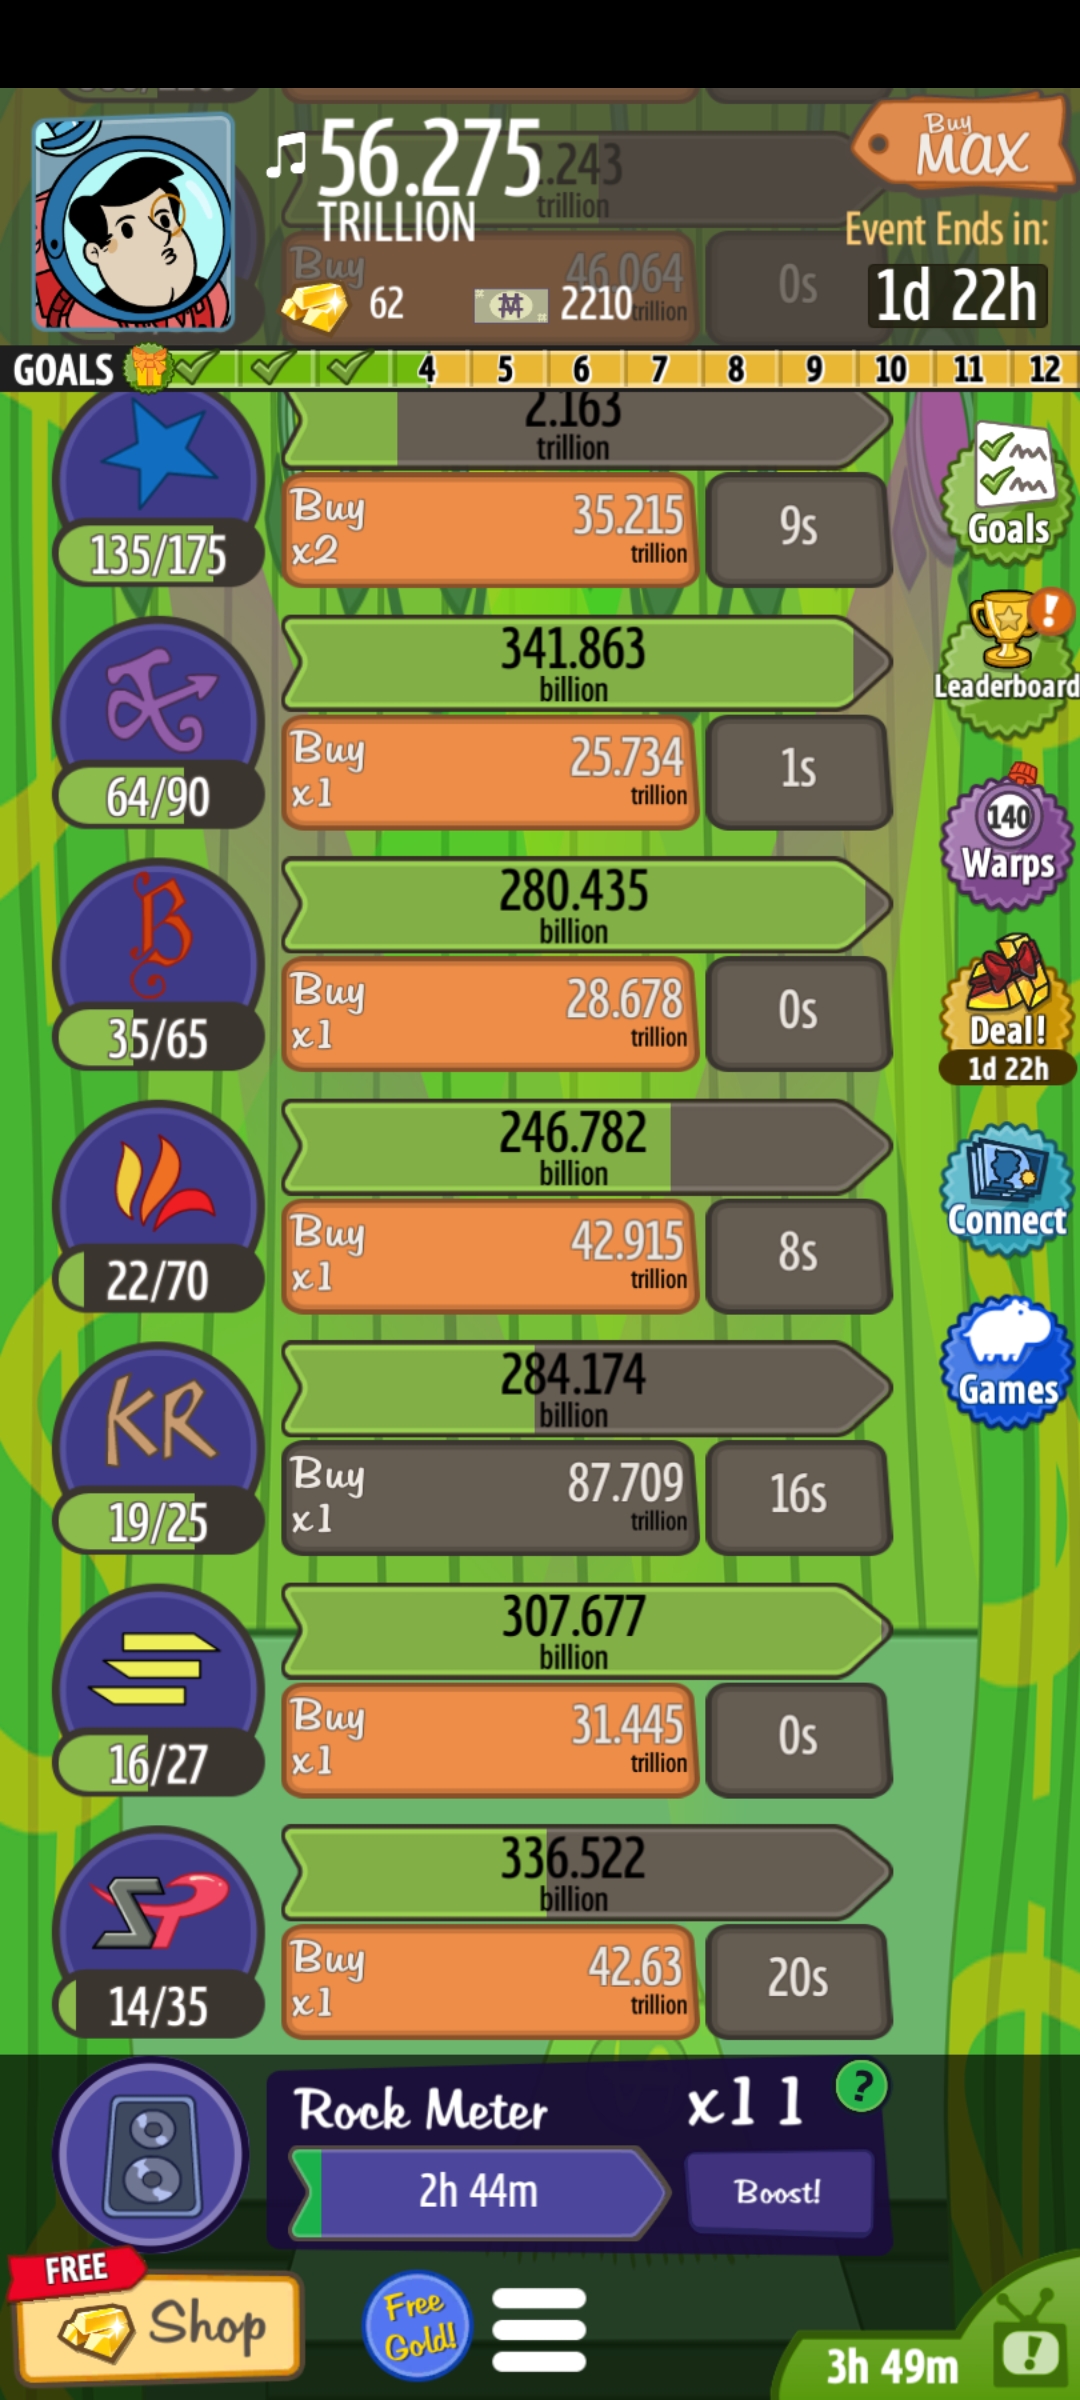 56.275
TRILLION
2.243
trillion
Buy
MAX
Event Ends in:
1d 22h
Buy
46.064
trillion
0s
62
2210
GOALS
4 5 6 7 8 9 10 11 12
2.163
trillion
135/175
Buy
x2
35.215
trillion
9s
Goals
341.863
billion
64/90
Buy
x1
25.734
trillion
1s
Leaderboard
280.435
billion
35/65
Buy
x1
28.678
trillion
0s
140
Warps
246.782
billion
22/70
Buy
x1
42.915
trillion
8s
Deal!
1d 22h
Connect
KR
284.174
billion
19/25
Buy
x1
87.709
trillion
16s
Games
307.677
billion
16/27
Buy
x1
31.445
trillion
0s
336.522
billion
14/35
Buy
x1
42.63
trillion
20s
Rock Meter
x11
?
2h 44m
Boost!
FREE
Shop
Free
Gold!
3h 49m